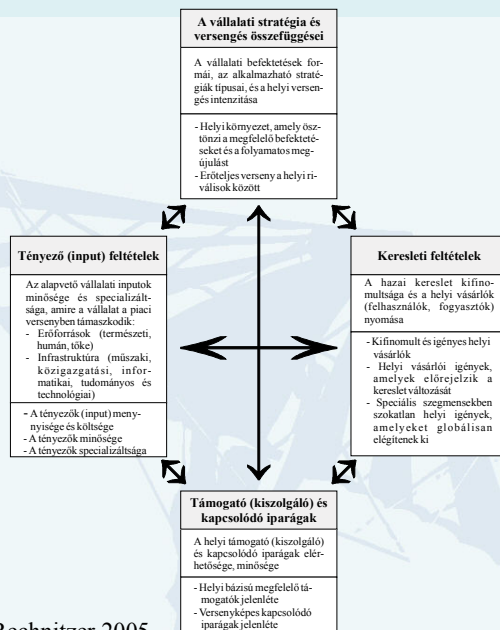 A vállalati stratégia és
versengés összefüggései
A vállalati befektetések for-
mái, az alkalmazható straté-
giák típusai, és a helyi versen-
gés intenzitása
- Helyi környezet, amely ösz-
tönzi a megfelelő befekteté-
seket és a folyamatos meg-
újulást
- Erőteljes verseny a helyi ri-
válisok között
Tényező (input) feltételek
Az alapvető vállalati inputok
minősége és specializált-
sága, amire a vállalat a piaci
versenyben támaszkodik:
- Erőforrások (természeti,
humán, tőke)
- Infrastruktúra (műszaki,
közigazgatási, infor-
matikai, tudományos és
technológiai)
- A tényezők (input) meny-
nyisége és költsége
- A tényezők minősége
- A tényezők specializáltsága
Keresleti feltételek
A hazai kereslet kifino-
multsága és a helyi vásárlók
(felhasználók, fogyasztók)
nyomása
- Kifinomult és igényes helyi
vásárlók
- Helyi vásárlói igények,
amelyek előrejelzik a
kereslet változását
- Speciális szegmensekben
szokatlan helyi igények,
amelyeket globálisan
elégítenek ki
Támogató (kiszolgáló) és
kapcsolódó iparágak
A helyi támogató (kiszolgáló)
és kapcsolódó iparágak elér-
hetősége, minősége
- Helyi bázisú megfelelő tá-
mogatók jelenléte
- Versenyképes kapcsolódó
iparágak jelenléte
Rechnitzer 2005